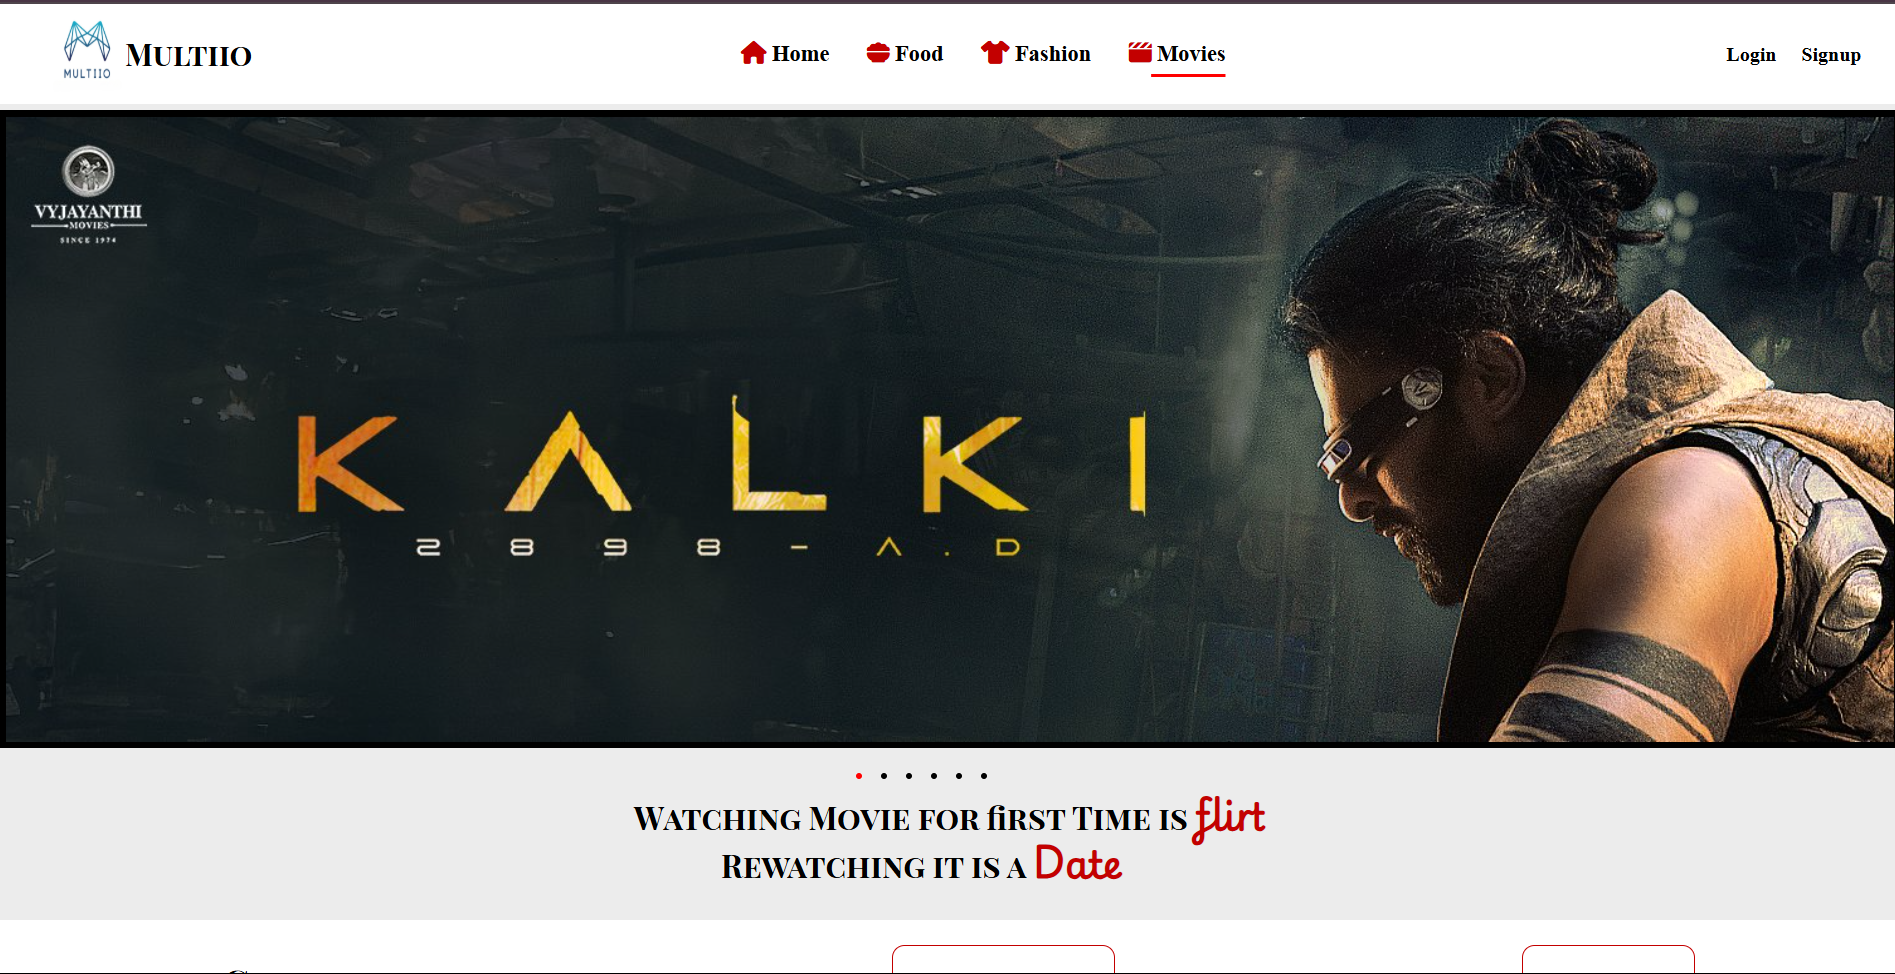 MULTIIO
Multiio
Home Food Fashion Movies
Login Signup
VYJAYANTHI
MOVIES
SINCE 1974
KALKI
2898-A.D
Watching Movie for first Time is flirt
Rewatching it is a Date